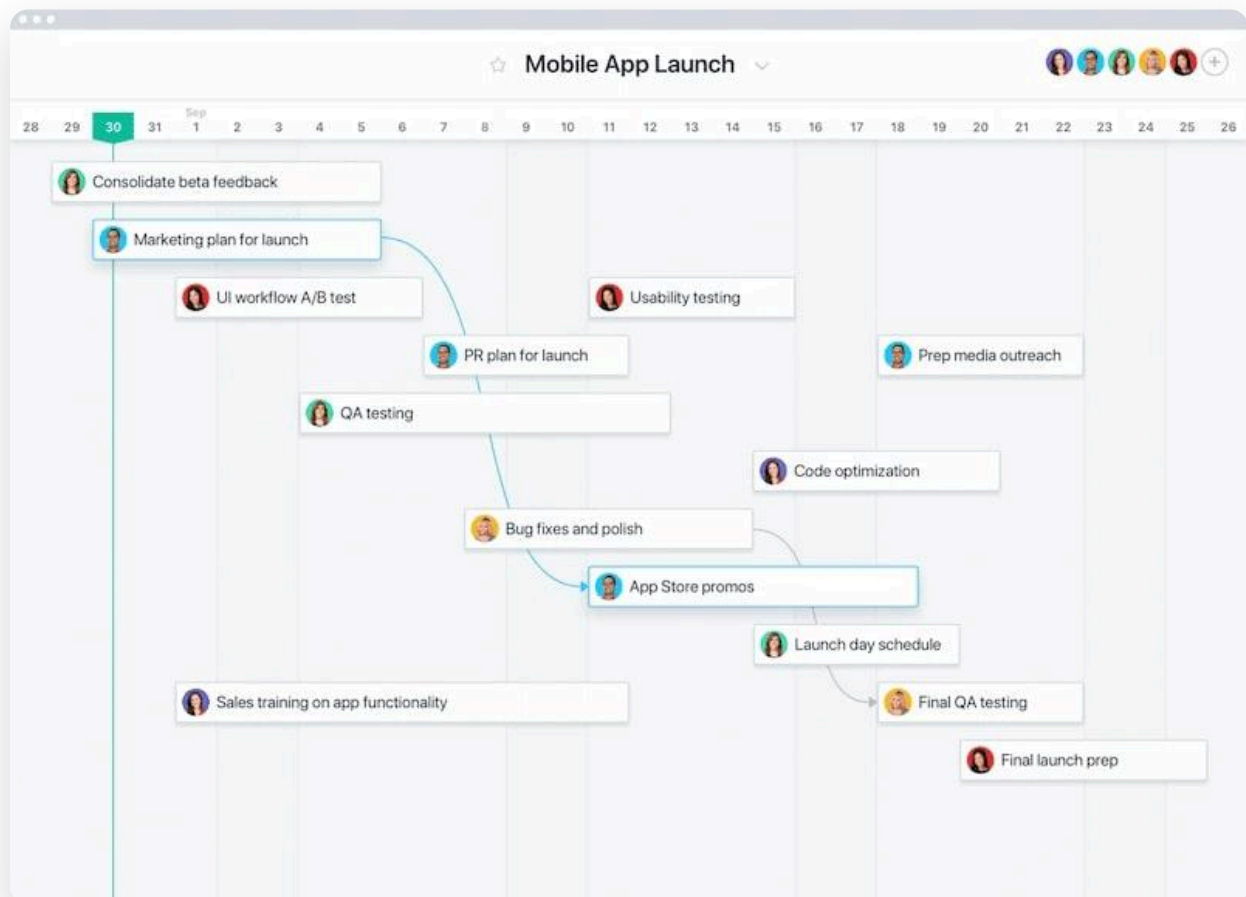 Mobile App Launch
Sep
28 29 30 31 1 2 3 4 5 6 7 8 9 10 11 12 13 14 15 16 17 18 19 20 21 22 23 24 25 26
Consolidate beta feedback
Marketing plan for launch
UI workflow A/B test
Usability testing
PR plan for launch
Prep media outreach
QA testing
Code optimization
Bug fixes and polish
App Store promos
Launch day schedule
Sales training on app functionality
Final QA testing
Final launch prep